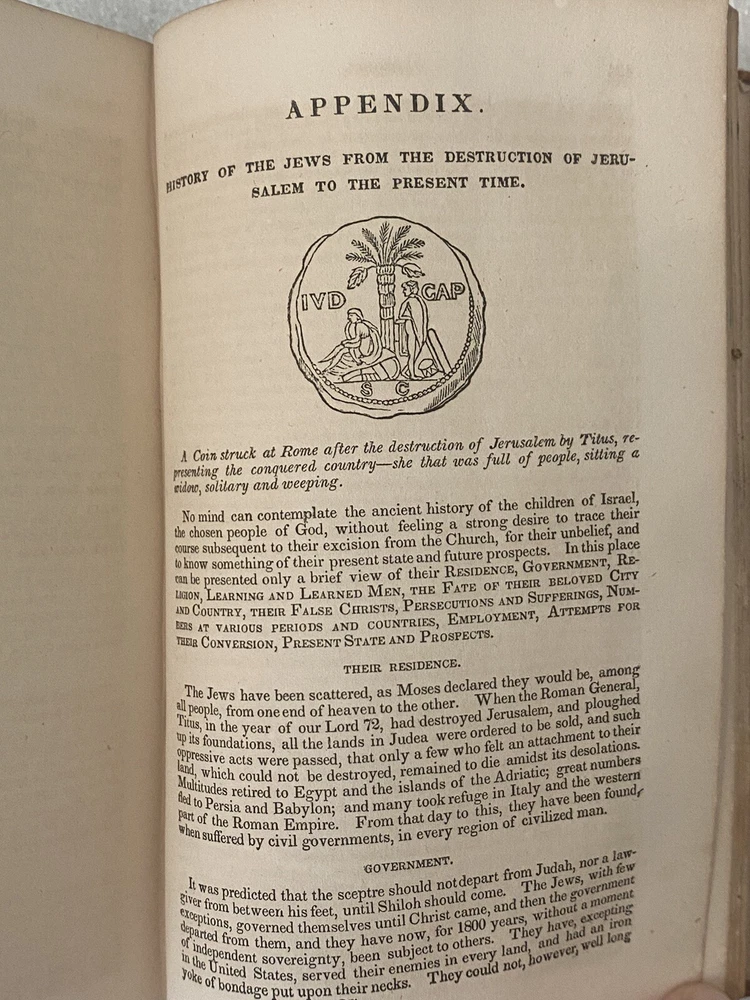 APPENDIX.
HISTORY OF THE JEWS FROM THE DESTRUCTION OF JERU-
SALEM TO THE PRESENT TIME.
IVD CAP
S C
A Coin struck at Rome after the destruction of Jerusalem by Titus, re-
presenting the conquered country—she that was full of people, sitting a
widow, solitary and weeping.
No mind can contemplate the ancient history of the children of Israel,
the chosen people of God, without feeling a strong desire to trace their
course subsequent to their excision from the Church, for their unbelief, and
to know something of their present state and future prospects. In this place
can be presented only a brief view of their RESIDENCE, GOVERNMENT, RE-
LIGION, LEARNING AND LEARNED MEN, THE FATE OF THEIR BELOVED CITY
AND COUNTRY, THEIR FALSE CHRISTS, PERSECUTIONS AND SUFFERINGS, NUM-
BERS AT VARIOUS PERIODS AND COUNTRIES, EMPLOYMENT, ATTEMPTS FOR
THEIR CONVERSION, PRESENT STATE AND PROSPECTS.
THEIR RESIDENCE.
The Jews have been scattered, as Moses declared they would be, among
all people, from one end of heaven to the other. When the Roman General,
Titus, in the year of our Lord 72, had destroyed Jerusalem, and ploughed
up its foundations, all the lands in Judea were ordered to be sold, and such
oppressive acts were passed, that only a few who felt an attachment to their
land, which could not be destroyed, remained to die amidst its desolations.
Multitudes retired to Egypt and the islands of the Adriatic; great numbers
fled to Persia and Babylon; and many took refuge in Italy and the western
part of the Roman Empire. From that day to this, they have been found,
when suffered by civil governments, in every region of civilized man.
GOVERNMENT.
It was predicted that the sceptre should not depart from Judah, nor a law-
giver from between his feet, until Shiloh should come. The Jews, with few
exceptions, governed themselves until Christ came, and then the government
departed from them, and they have now, for 1800 years, without a moment
of independent sovereignty, been subject to others. They have, excepting
in the United States, served their enemies in every land, and had an iron
yoke of bondage put upon their necks. They could not, however, well long